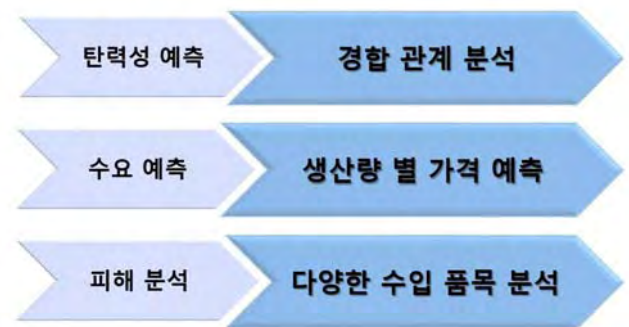 탄력성 예측
경합 관계 분석
수요 예측
생산량 별 가격 예측
피해 분석
다양한 수입 품목 분석